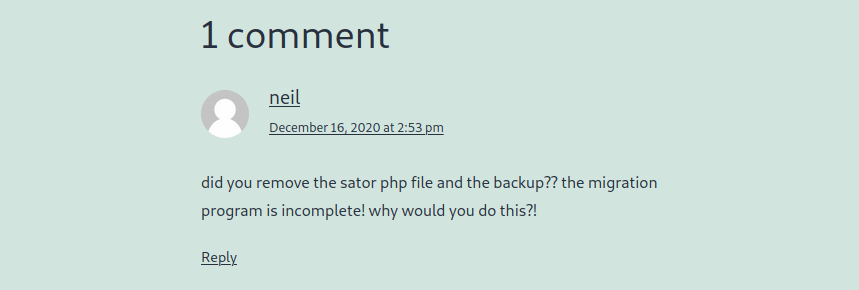 1 comment
neil
December 16, 2020 at 2:53 pm
did you remove the sator php file and the backup?? the migration
program is incomplete! why would you do this?!
Reply